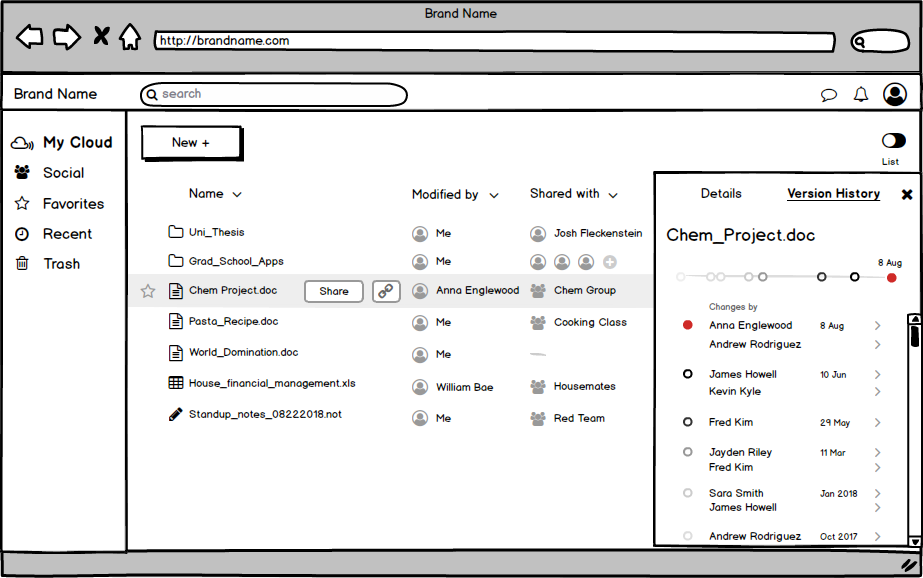 Brand Name
http://brandname.com
Brand Name
search
My Cloud
Social
Favorites
Recent
Trash
New +
List
Name
Modified by
Shared with
Uni_Thesis
Me
Josh Fleckenstein
Grad_School_Apps
Me
Chem Project.doc
Share
Anna Englewood
Chem Group
Pasta_Recipe.doc
Me
Cooking Class
World_Domination.doc
Me
House_financial_management.xls
William Bae
Housemates
Standup_notes_08222018.not
Me
Red Team
Details
Version History
Chem_Project.doc
8 Aug
Changes by
Anna Englewood 8 Aug
Andrew Rodriguez
James Howell 10 Jun
Kevin Kyle
Fred Kim 29 May
Jayden Riley 11 Mar
Fred Kim
Sara Smith Jan 2018
James Howell
Andrew Rodriguez Oct 2017